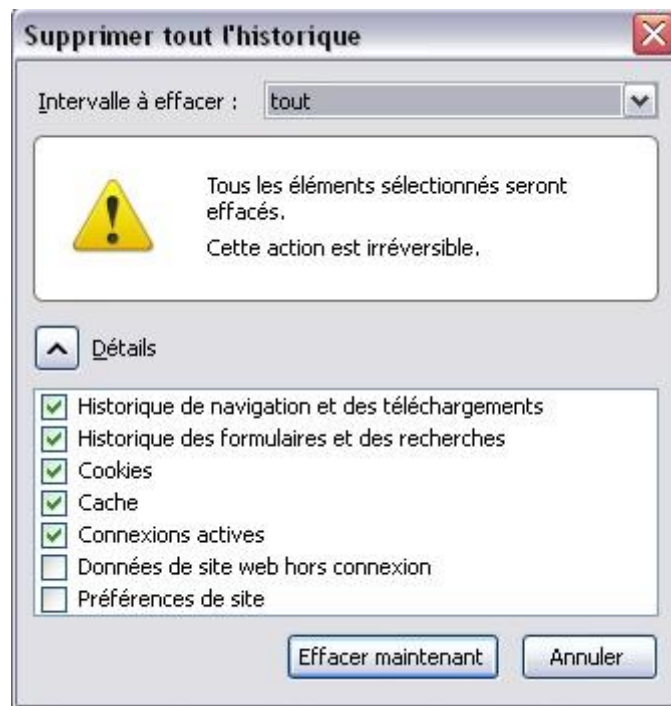 Supprimer tout l'historique
Intervalle à effacer : tout
Tous les éléments sélectionnés seront
effacés.
Cette action est irréversible.
Détails
Historique de navigation et des téléchargements
Historique des formulaires et des recherches
Cookies
Cache
Connexions actives
Données de site web hors connexion
Préférences de site
Effacer maintenant Annuler